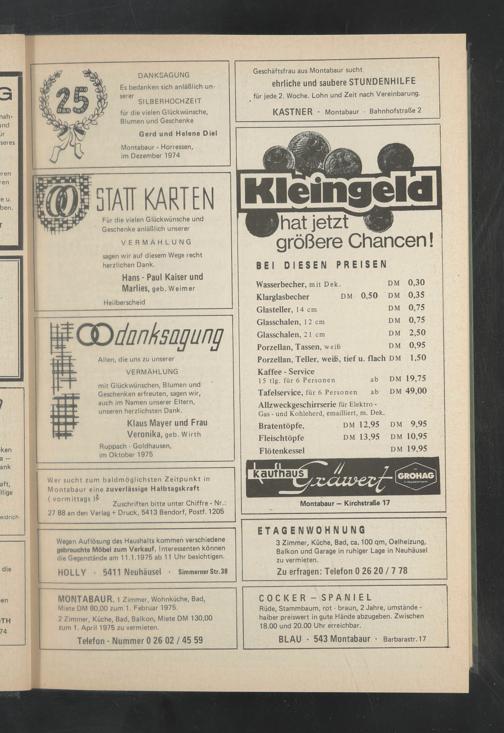 25
DANKSAGUNG
Es bedanken sich anläßlich un-
serer
SILBERHOCHZEIT
für die vielen Glückwünsche,
Blumen und Geschenke
Gerd und Helene Diel
Montabaur - Horressen,
im Dezember 1974
STATT KARTEN
Für die vielen Glückwünsche und
Geschenke anläßlich unserer
VERMÄHLUNG
sagen wir auf diesem Wege recht
herzlichen Dank.
Hans - Paul Kaiser und
Marlies, geb. Weimer
Heilberscheid
danksagung
Allen, die uns zu unserer
VERMÄHLUNG
mit Glückwünschen, Blumen und
Geschenken erfreuten, sagen wir,
auch im Namen unserer Eltern,
unseren herzlichsten Dank.
Klaus Mayer und Frau
Veronika, geb. Wirth
Ruppach - Goldhausen,
im Oktober 1975
Wer sucht zum baldmöglichsten Zeitpunkt in
Montabaur eine zuverlässige Halbtagskraft
(vormittags)?
Zuschriften bitte unter Chiffre - Nr.:
27 88 an den Verlag + Druck, 5413 Bendorf, Postf. 1205
Wegen Auflösung des Haushalts kommen verschiedene
gebrauchte Möbel zum Verkauf. Interessenten können
die Gegenstände am 11.1.1975 ab 11 Uhr besichtigen.
HOLLY - 5411 Neuhäusel - Simmerner Str. 38
MONTABAUR. 1 Zimmer, Wohnküche, Bad,
Miete DM 80,00 zum 1. Februar 1975.
2 Zimmer, Küche, Bad, Balkon, Miete DM 130,00
zum 1. April 1975 zu vermieten.
Telefon - Nummer 0 26 02 / 45 59
Geschäftsfrau aus Montabaur sucht
ehrliche und saubere STUNDENHILFE
für jede 2. Woche. Lohn und Zeit nach Vereinbarung.
KASTNER - Montabaur - Bahnhofstraße 2
Kleingeld
hat jetzt
größere Chancen!
BEI DIESEN PREISEN
Wasserbecher, mit Dek. DM 0,30
Klarglasbecher DM 0,50 DM 0,35
Glasteller, 14 cm DM 0,75
Glasschalen, 12 cm DM 0,75
Glasschalen, 21 cm DM 2,50
Porzellan, Tassen, weiß DM 0,95
Porzellan, Teller, weiß, tief u. flach DM 1,50
Kaffee - Service
15 tlg. für 6 Personen ab DM 19,75
Tafelservice, für 6 Personen ab DM 49,00
Allzweckgeschirrserie für Elektro -
Gas - und Kohleherd, emailliert, m. Dek.
Bratentöpfe, DM 12,95 DM 9,95
Fleischtöpfe DM 13,95 DM 10,95
Flötenkessel DM 19,95
kaufhaus Gräwert GROHAG
Montabaur – Kirchstraße 17
ETAGENWOHNUNG
3 Zimmer, Küche, Bad, ca. 100 qm, Oelheizung,
Balkon und Garage in ruhiger Lage in Neuhäusel
zu vermieten.
Zu erfragen: Telefon 0 26 20 / 7 78
COCKER – SPANIEL
Rüde, Stammbaum, rot - braun, 2 Jahre, umstände -
halber preiswert in gute Hände abzugeben. Zwischen
18.00 und 20.00 Uhr erreichbar.
BLAU - 543 Montabaur - Barbarastr. 17